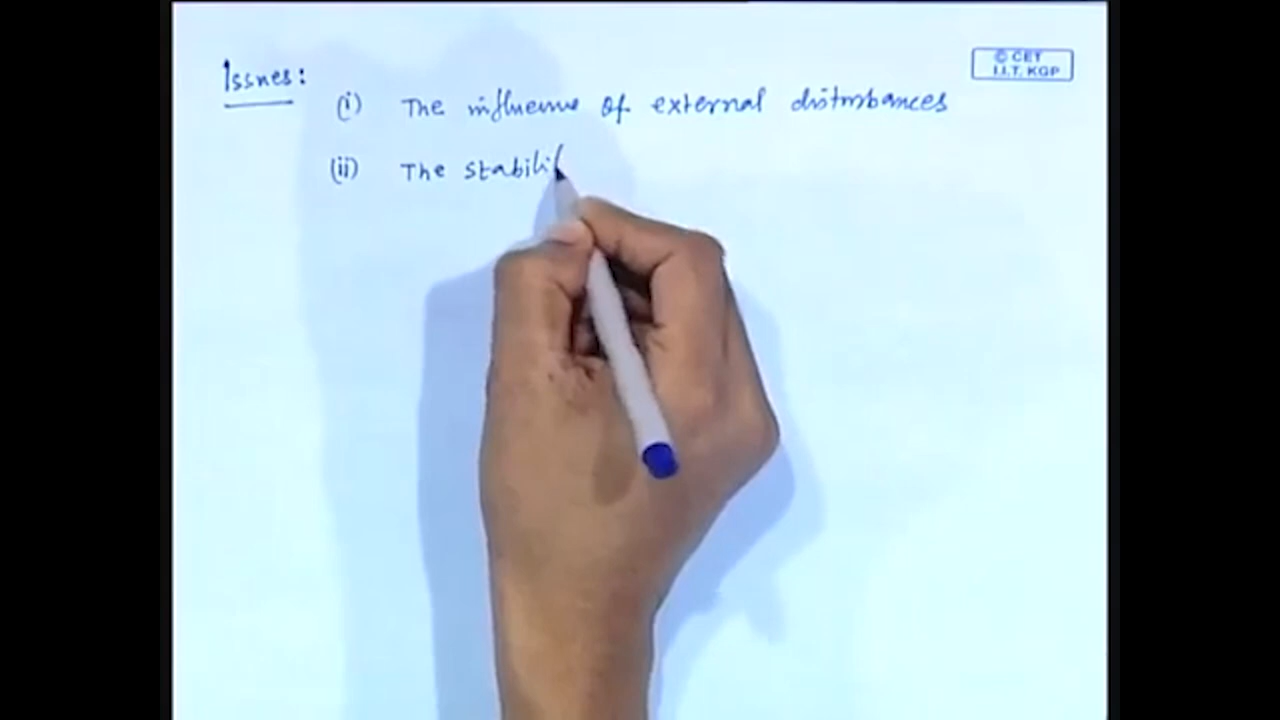 Issues:
© CET
I.I.T. KGP
(i) The influence of external disturbances
(ii) The stabili